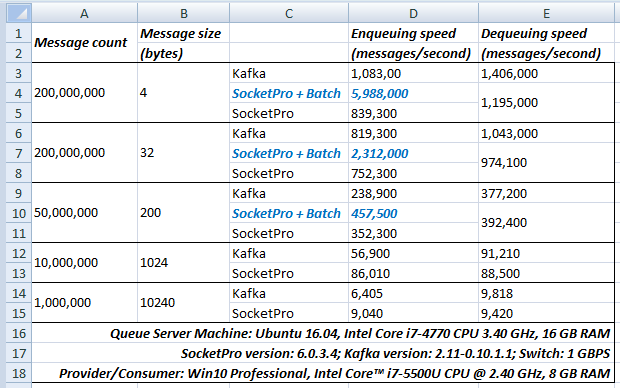 A B C D E
1 Message count Message size Enqueuing speed Dequeuing speed
2 (bytes) (messages/second) (messages/second)
3 Kafka 1,083,00 1,406,000
4 200,000,000 4 SocketPro + Batch 5,988,000 1,195,000
5 SocketPro 839,300
6 Kafka 819,300 1,043,000
7 200,000,000 32 SocketPro + Batch 2,312,000 974,100
8 SocketPro 752,300
9 Kafka 238,900 377,200
10 50,000,000 200 SocketPro + Batch 457,500 392,400
11 SocketPro 352,300
12 10,000,000 1024 Kafka 56,900 91,210
13 SocketPro 86,010 88,500
14 1,000,000 10240 Kafka 6,405 9,818
15 SocketPro 9,040 9,420
16 Queue Server Machine: Ubuntu 16.04, Intel Core i7-4770 CPU 3.40 GHz, 16 GB RAM
17 SocketPro version: 6.0.3.4; Kafka version: 2.11-0.10.1.1; Switch: 1 GBPS
18 Provider/Consumer: Win10 Professional, Intel Core™ i7-5500U CPU @ 2.40 GHz, 8 GB RAM